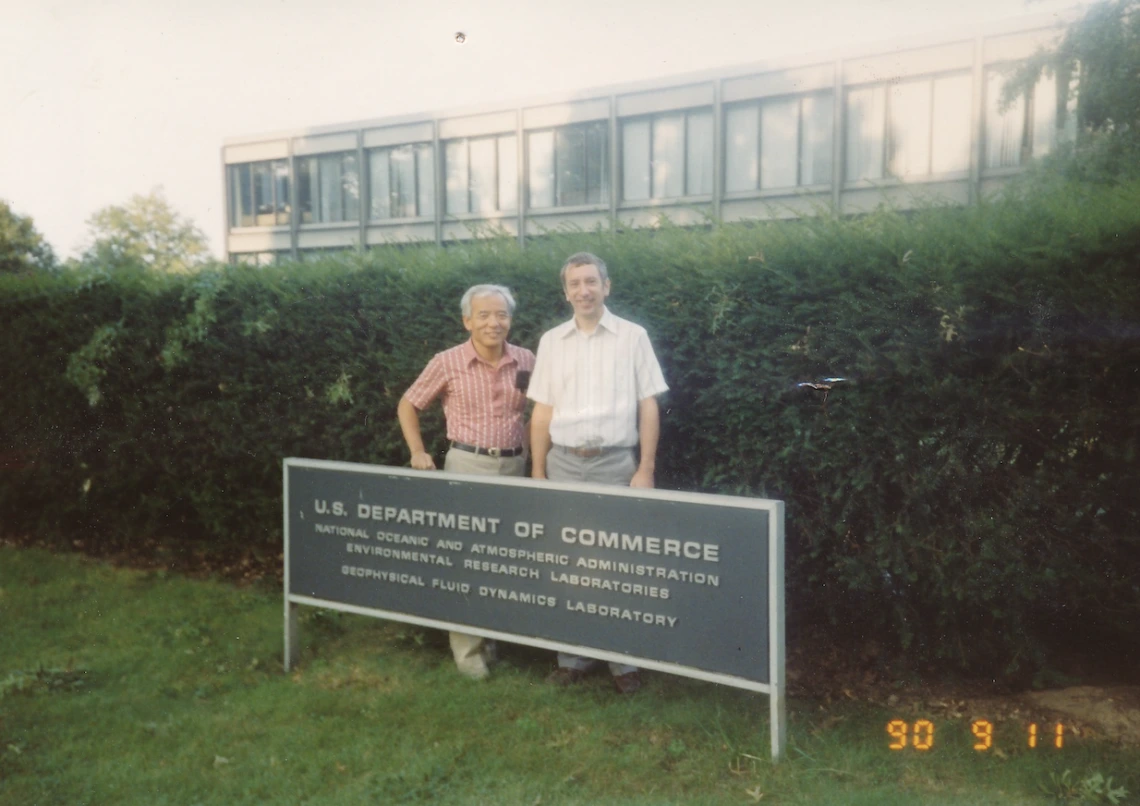 U.S. DEPARTMENT OF COMMERCE
NATIONAL OCEANIC AND ATMOSPHERIC ADMINISTRATION
ENVIRONMENTAL RESEARCH LABORATORIES
GEOPHYSICAL FLUID DYNAMICS LABORATORY
90 9 11